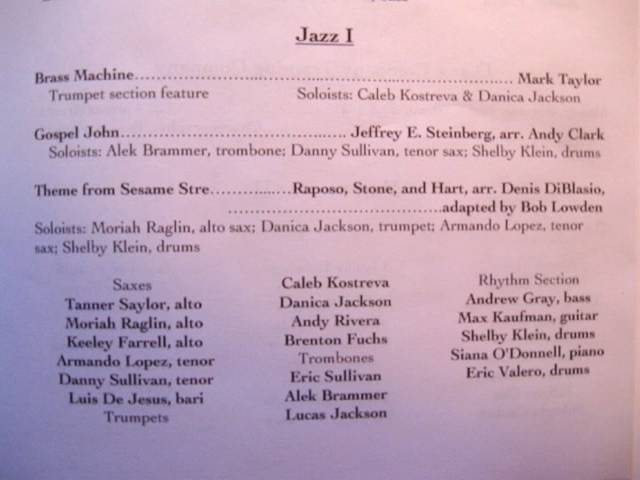 Jazz I
Brass Machine.......................................................................... Mark Taylor
Trumpet section feature Soloists: Caleb Kostreva & Danica Jackson
Gospel John............................................. Jeffrey E. Steinberg, arr. Andy Clark
Soloists: Alek Brammer, trombone; Danny Sullivan, tenor sax; Shelby Klein, drums
Theme from Sesame Stre................Raposo, Stone, and Hart, arr. Denis DiBlasio,
...........................................adapted by Bob Lowden
Soloists: Moriah Raglin, alto sax; Danica Jackson, trumpet; Armando Lopez, tenor
sax; Shelby Klein, drums
Saxes
Tanner Saylor, alto
Moriah Raglin, alto
Keeley Farrell, alto
Armando Lopez, tenor
Danny Sullivan, tenor
Luis De Jesus, bari
Trumpets
Caleb Kostreva
Danica Jackson
Andy Rivera
Brenton Fuchs
Trombones
Eric Sullivan
Alek Brammer
Lucas Jackson
Rhythm Section
Andrew Gray, bass
Max Kaufman, guitar
Shelby Klein, drums
Siana O'Donnell, piano
Eric Valero, drums